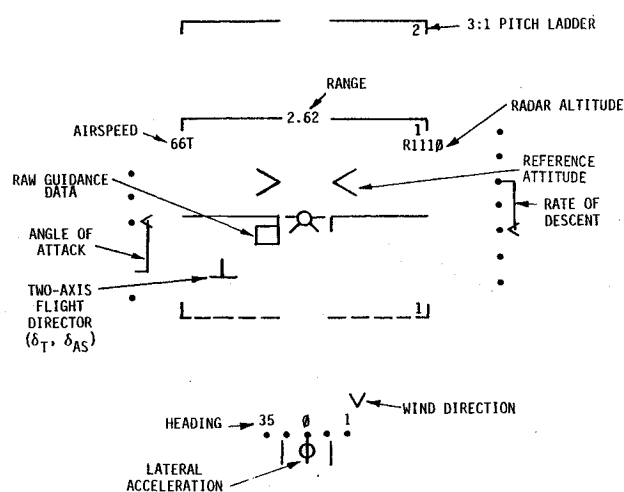 2
3:1 PITCH LADDER
RANGE
2.62
1
RADAR ALTITUDE
AIRSPEED
66T
R111Ø
RAW GUIDANCE
DATA
REFERENCE
ATTITUDE
RATE OF
DESCENT
ANGLE OF
ATTACK
TWO-AXIS
FLIGHT
DIRECTOR
(δT, δAS)
1
WIND DIRECTION
HEADING
35 Ø 1
LATERAL
ACCELERATION